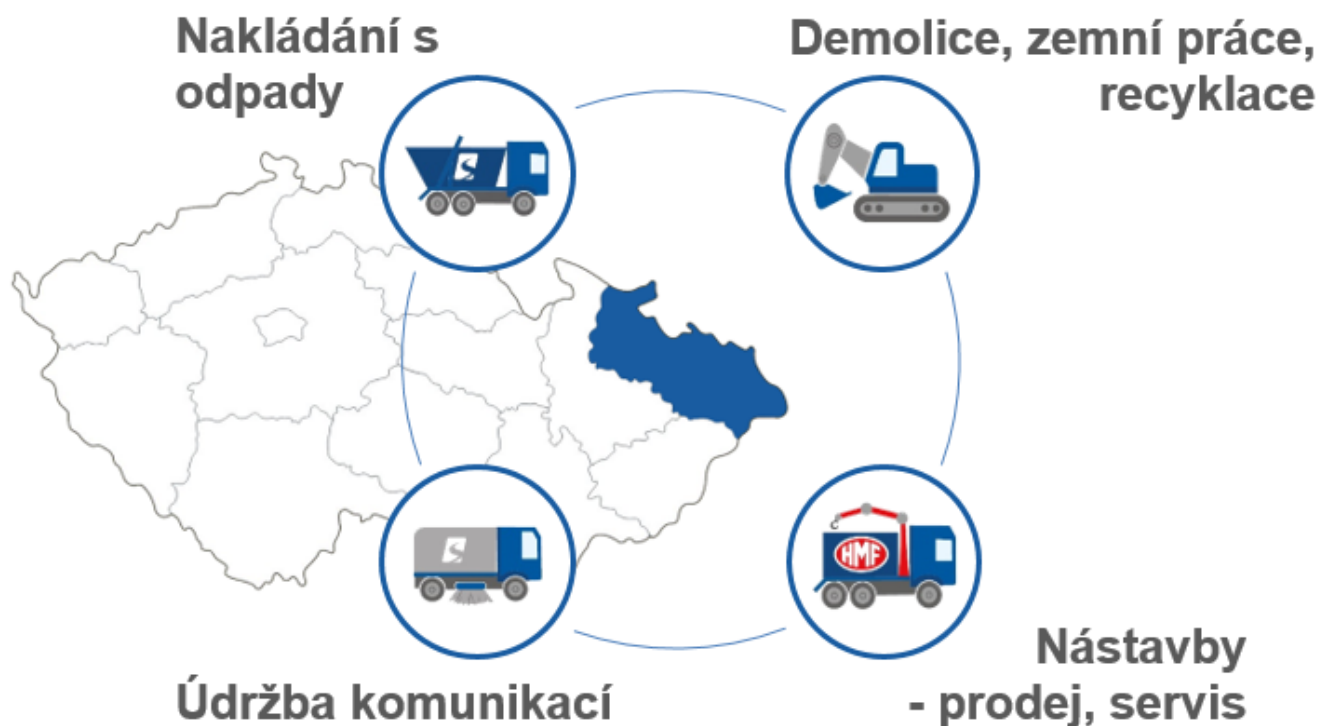 Nakládání s
odpady
Demolice, zemní práce,
recyklace
HMF
Údržba komunikací
Nástavby
- prodej, servis